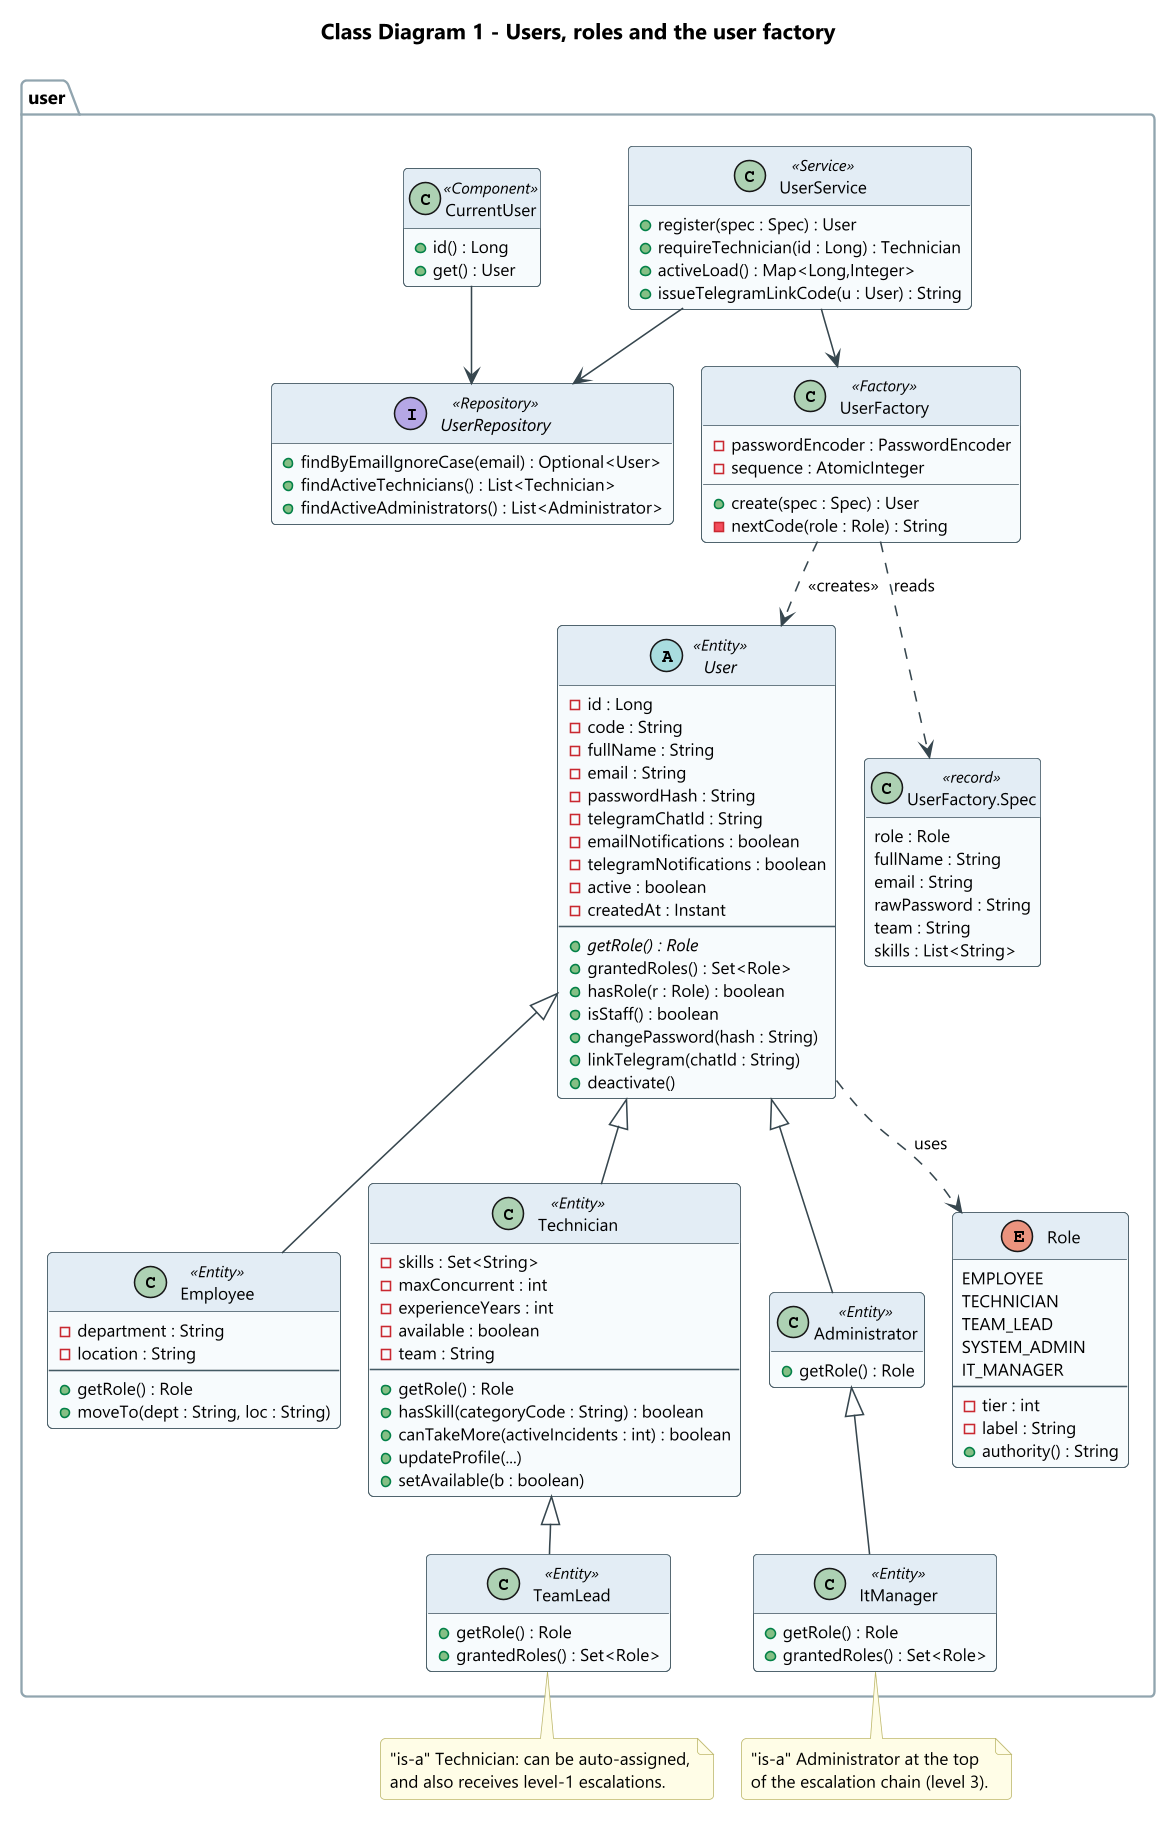 Class Diagram 1 - Users, roles and the user factory
user
C
«Component»
CurrentUser
id() : Long
get() : User
C
«Service»
UserService
register(spec : Spec) : User
requireTechnician(id : Long) : Technician
activeLoad() : Map<Long,Integer>
issueTelegramLinkCode(u : User) : String
I
«Repository»
UserRepository
findByEmailIgnoreCase(email) : Optional<User>
findActiveTechnicians() : List<Technician>
findActiveAdministrators() : List<Administrator>
C
«Factory»
UserFactory
passwordEncoder : PasswordEncoder
sequence : AtomicInteger
create(spec : Spec) : User
nextCode(role : Role) : String
«creates»
reads
A
«Entity»
User
id : Long
code : String
fullName : String
email : String
passwordHash : String
telegramChatId : String
emailNotifications : boolean
telegramNotifications : boolean
active : boolean
createdAt : Instant
getRole() : Role
grantedRoles() : Set<Role>
hasRole(r : Role) : boolean
isStaff() : boolean
changePassword(hash : String)
linkTelegram(chatId : String)
deactivate()
C
«record»
UserFactory.Spec
role : Role
fullName : String
email : String
rawPassword : String
team : String
skills : List<String>
uses
C
«Entity»
Employee
department : String
location : String
getRole() : Role
moveTo(dept : String, loc : String)
C
«Entity»
Technician
skills : Set<String>
maxConcurrent : int
experienceYears : int
available : boolean
team : String
getRole() : Role
hasSkill(categoryCode : String) : boolean
canTakeMore(activeIncidents : int) : boolean
updateProfile(...)
setAvailable(b : boolean)
C
«Entity»
Administrator
getRole() : Role
E
Role
EMPLOYEE
TECHNICIAN
TEAM_LEAD
SYSTEM_ADMIN
IT_MANAGER
tier : int
label : String
authority() : String
C
«Entity»
TeamLead
getRole() : Role
grantedRoles() : Set<Role>
C
«Entity»
ItManager
getRole() : Role
grantedRoles() : Set<Role>
"is-a" Technician: can be auto-assigned,
and also receives level-1 escalations.
"is-a" Administrator at the top
of the escalation chain (level 3).